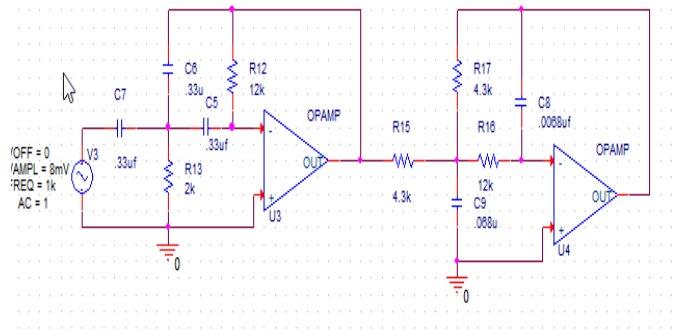 C6
.33u
R12
12k
C7
.33uf
C5
.33uf
OPAMP
-
+
OUT
U3
R13
2k
/OFF = 0
V3
/AMPL = 8mV
FREQ = 1k
AC = 1
0
R15
4.3k
R17
4.3k
C8
.0068uf
R16
12k
C9
.068u
OPAMP
-
+
OUT
U4
0